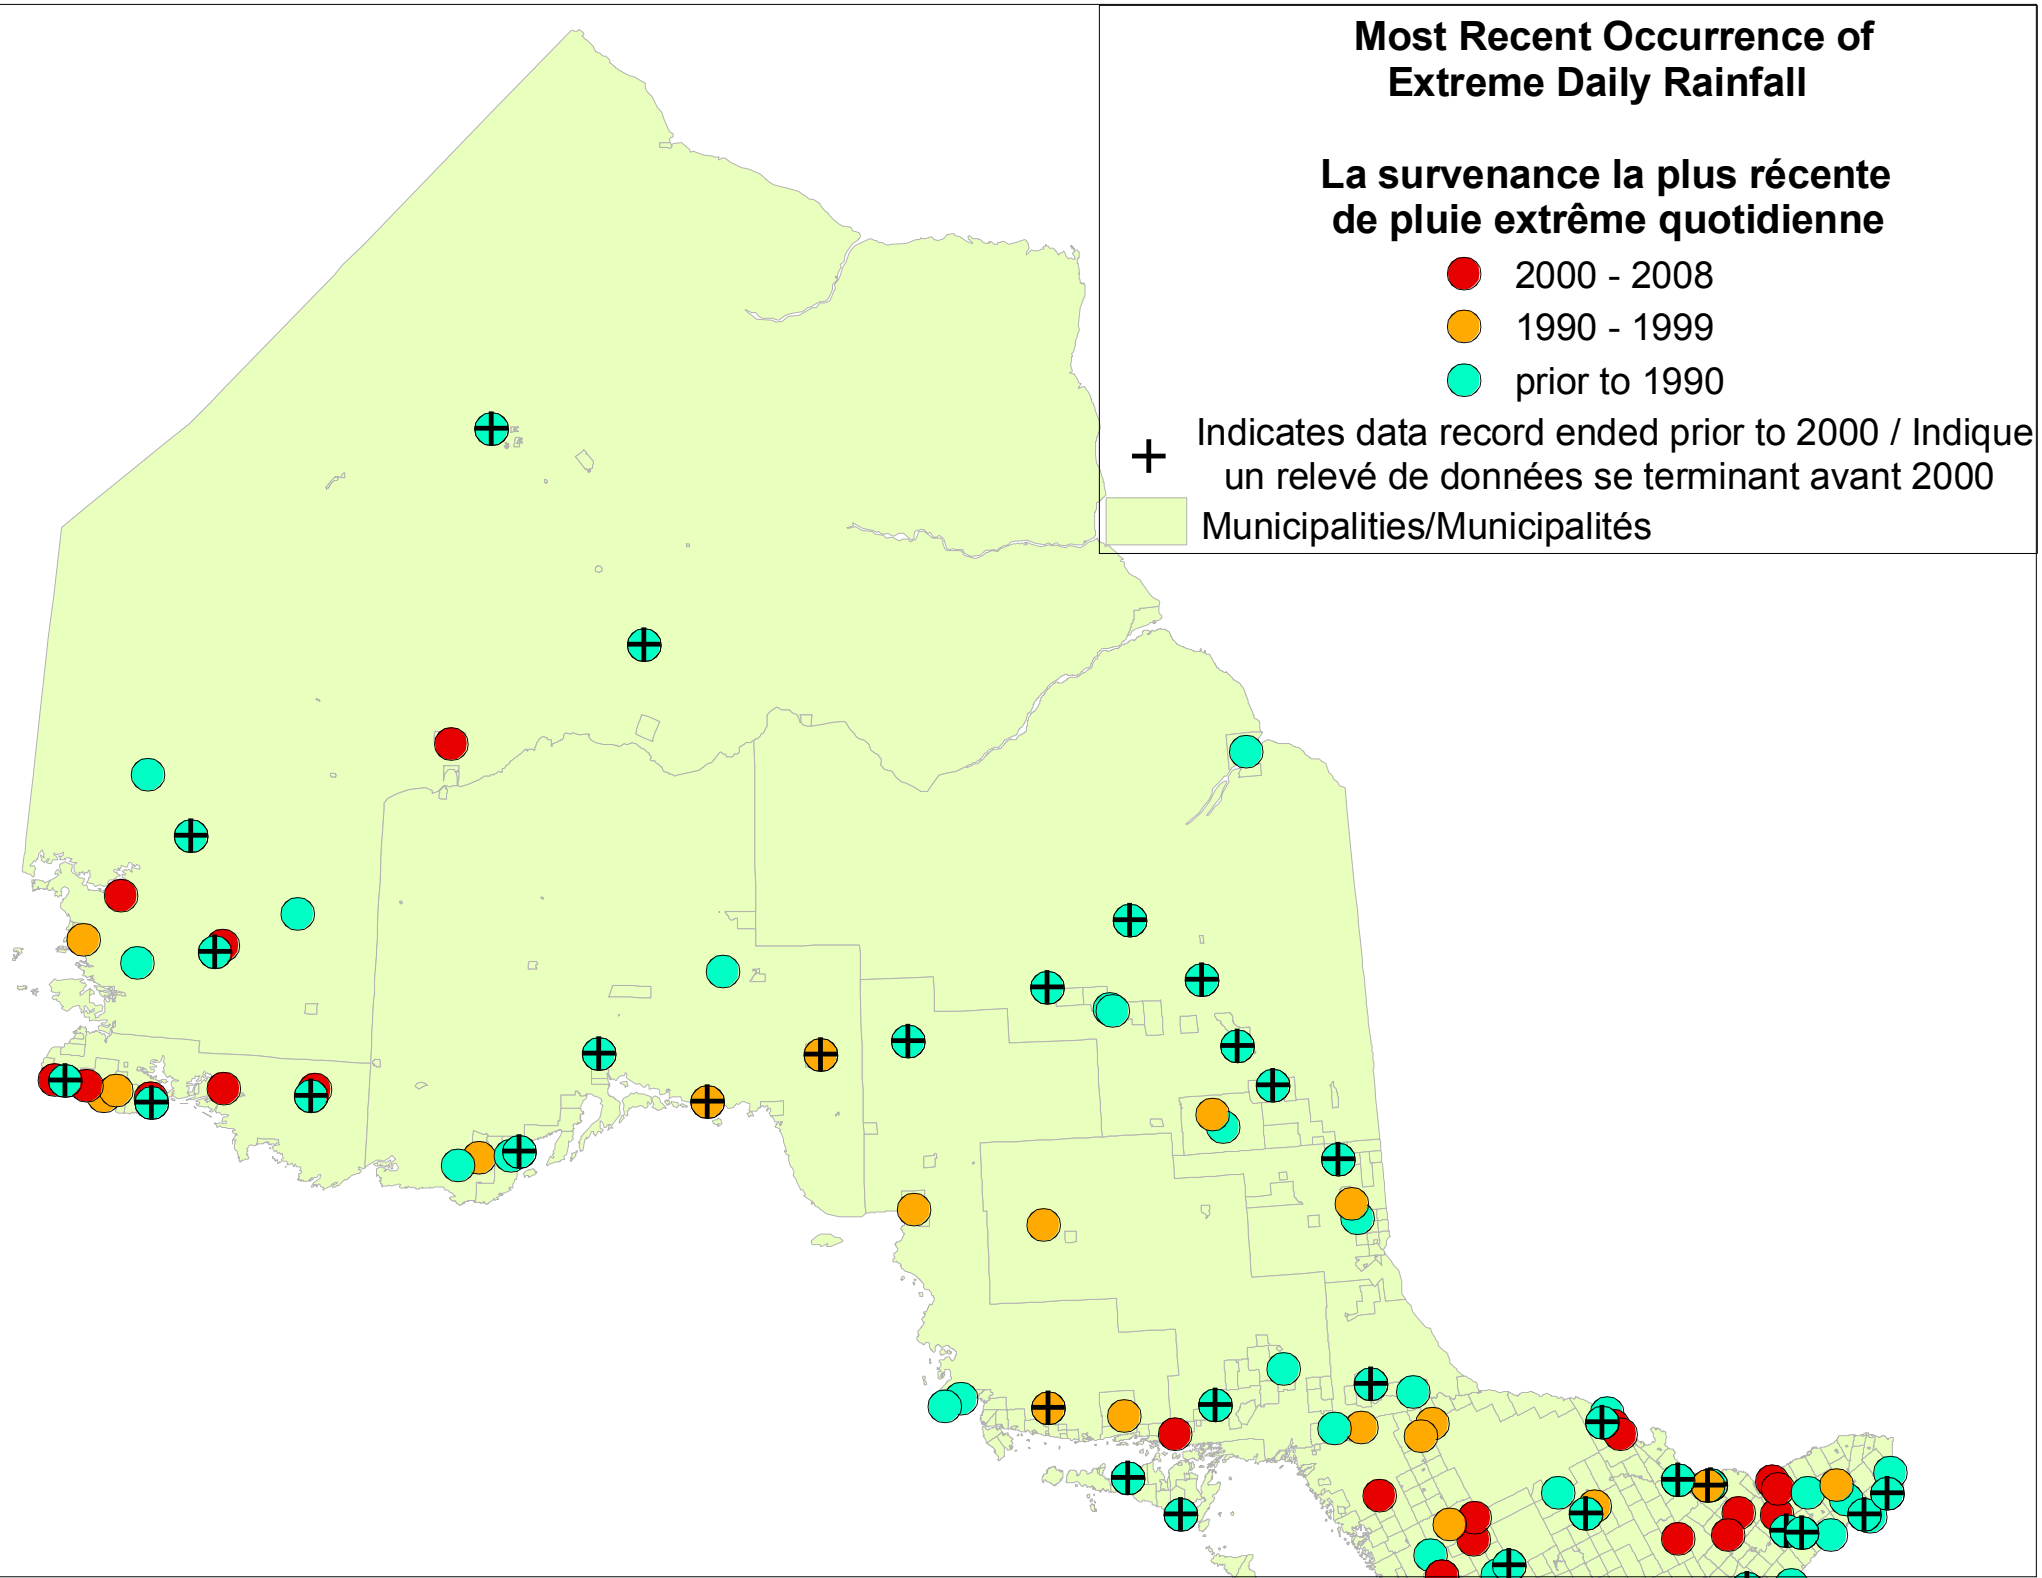 Most Recent Occurrence of
Extreme Daily Rainfall
La survenance la plus récente
de pluie extrême quotidienne
2000 - 2008
1990 - 1999
prior to 1990
Indicates data record ended prior to 2000 / Indique
un relevé de données se terminant avant 2000
Municipalities/Municipalités